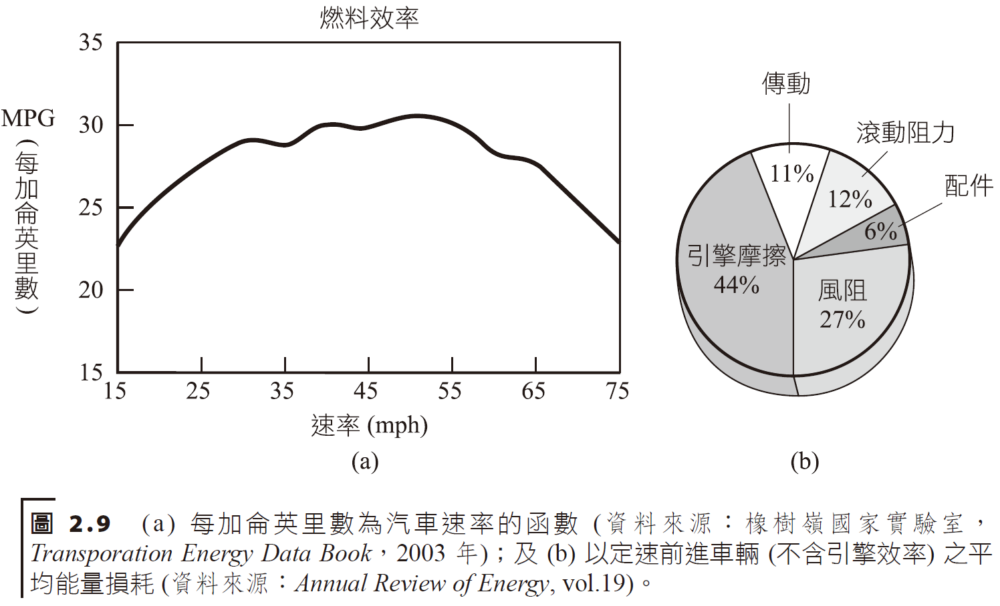 燃料效率
35
30
25
20
15
MPG
(每加侖英里數)
15 25 35 45 55 65 75
速率 (mph)
(a)
傳動
11%
滾動阻力
12%
配件
6%
引擎摩擦
44%
風阻
27%
(b)
圖 2.9 (a) 每加侖英里數為汽車速率的函數 (資料來源：橡樹嶺國家實驗室，
Transporation Energy Data Book，2003 年)；及 (b) 以定速前進車輛 (不含引擎效率) 之平
均能量損耗 (資料來源：Annual Review of Energy, vol.19)。